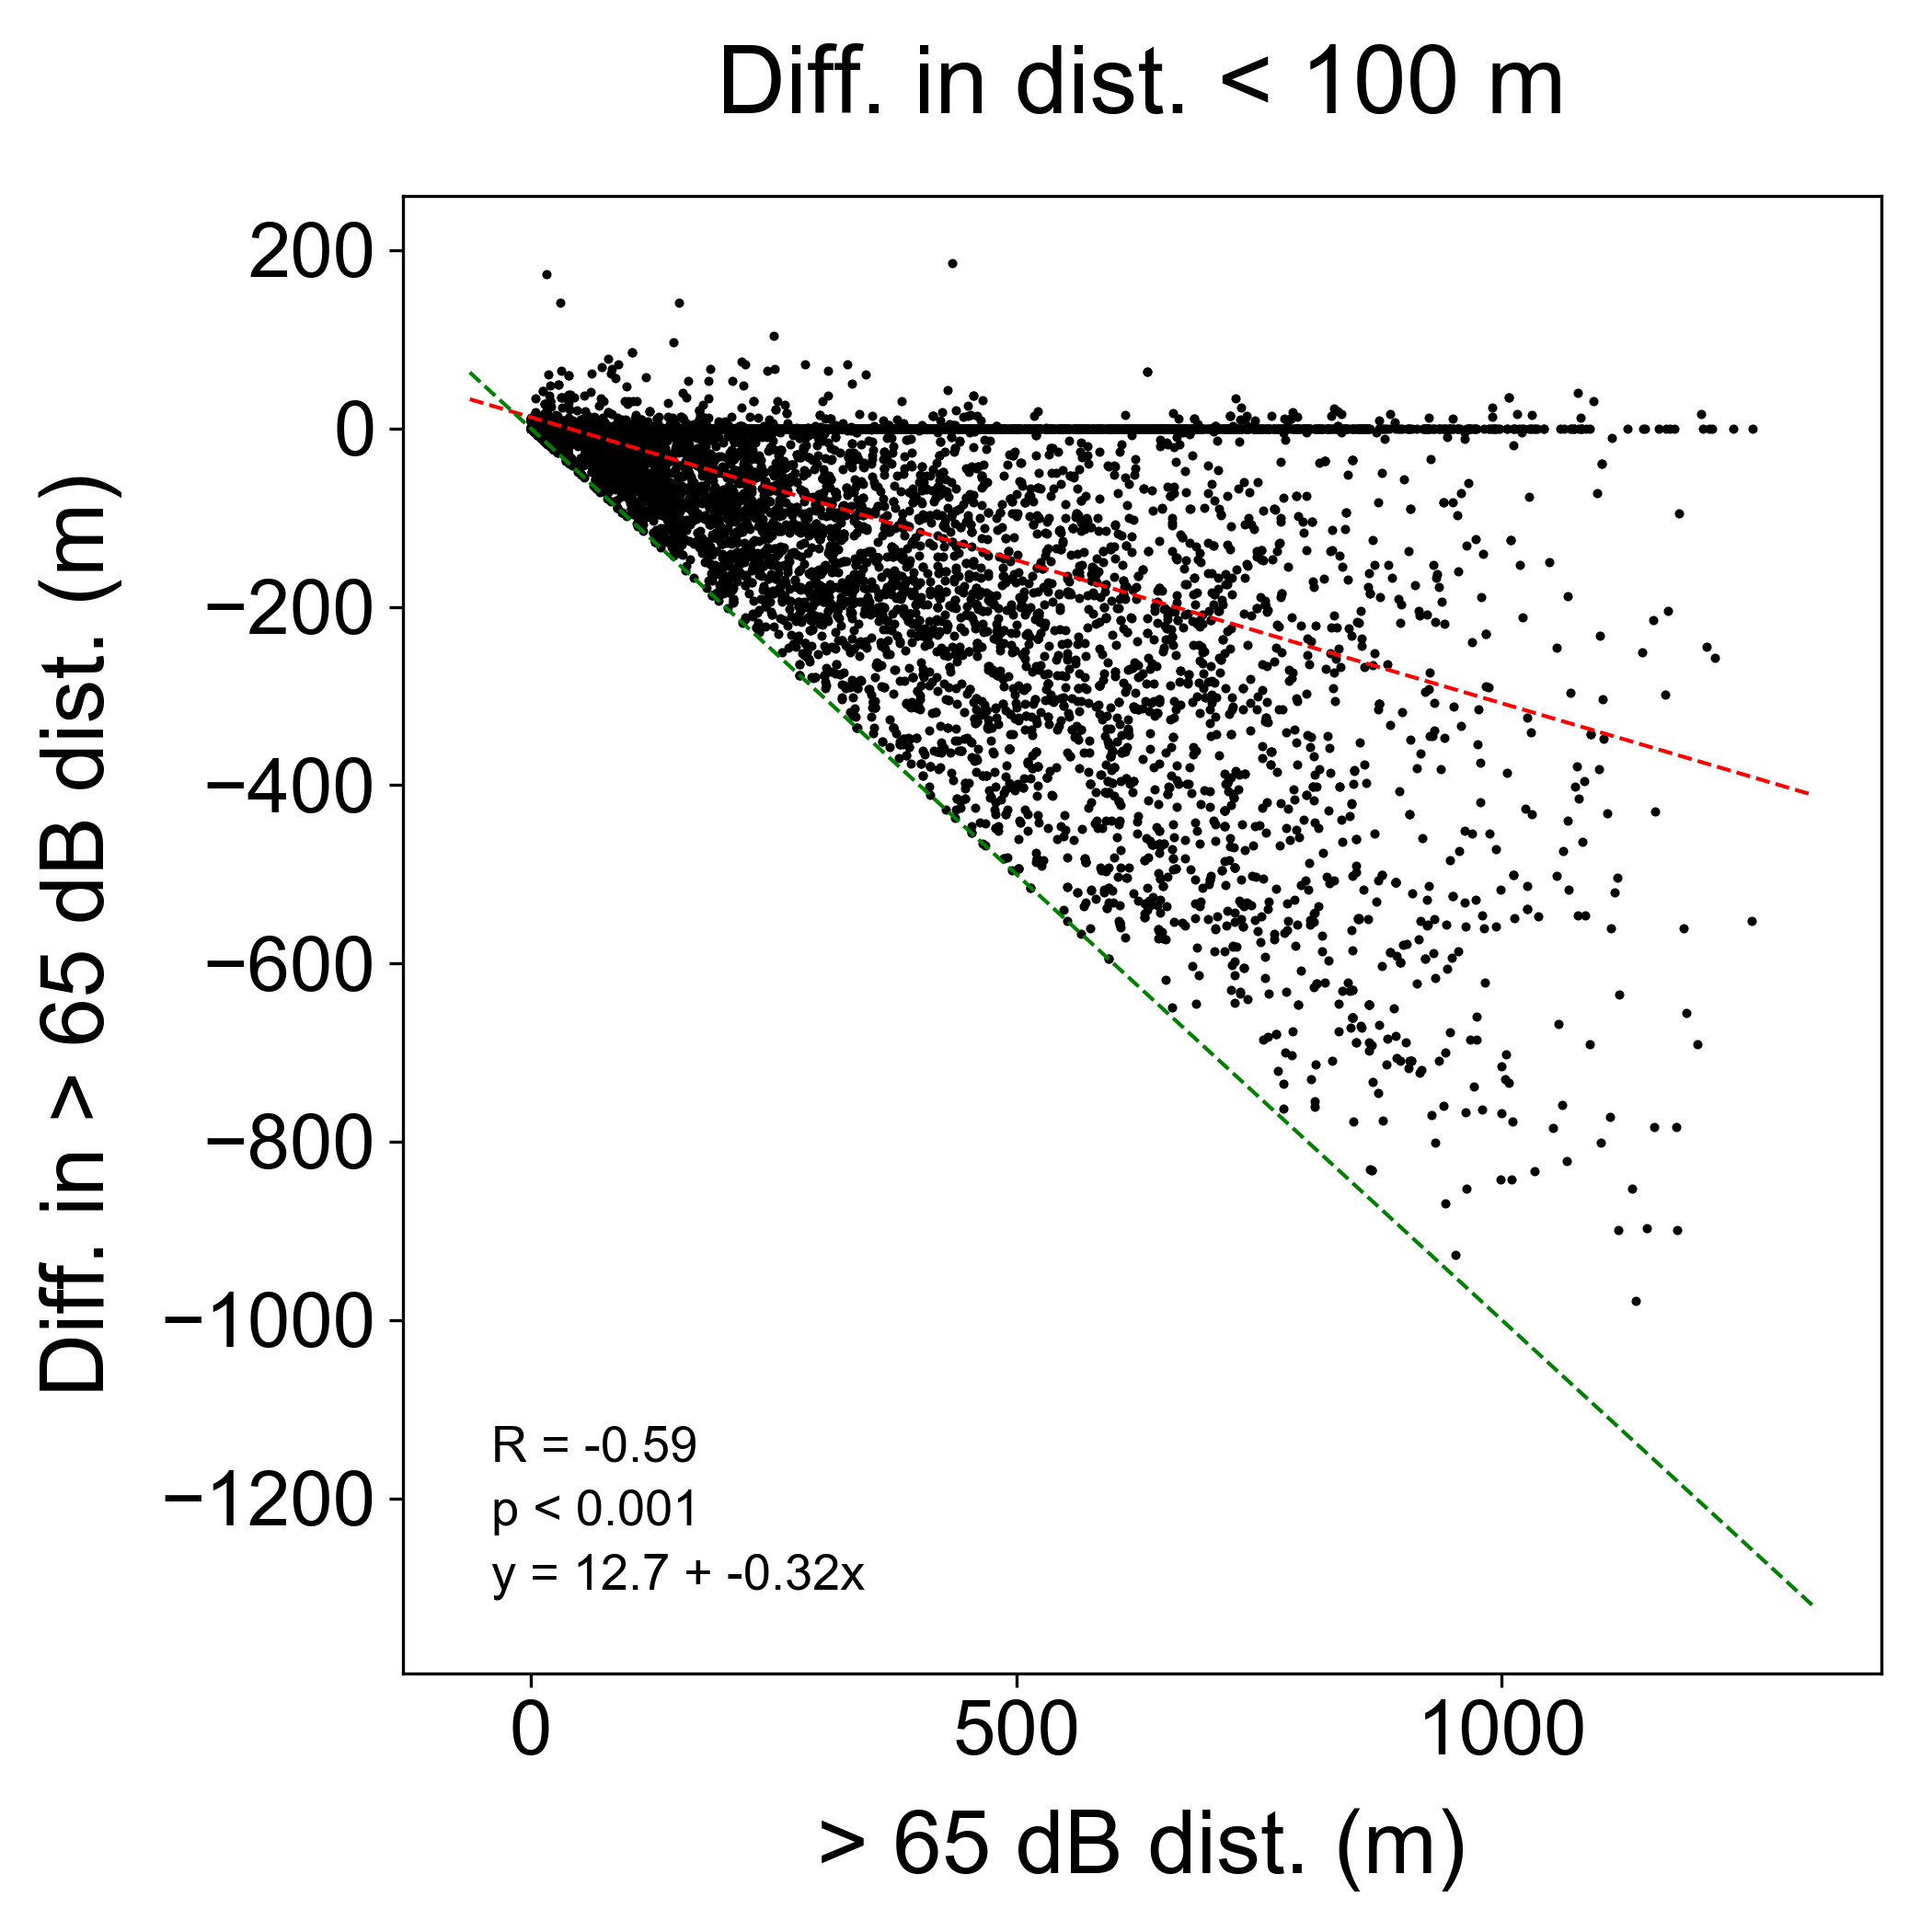 Diff. in dist. < 100 m
Diff. in > 65 dB dist. (m)
200
0
−200
−400
−600
−800
−1000
−1200
R = -0.59
p < 0.001
y = 12.7 + -0.32x
0 500 1000
> 65 dB dist. (m)